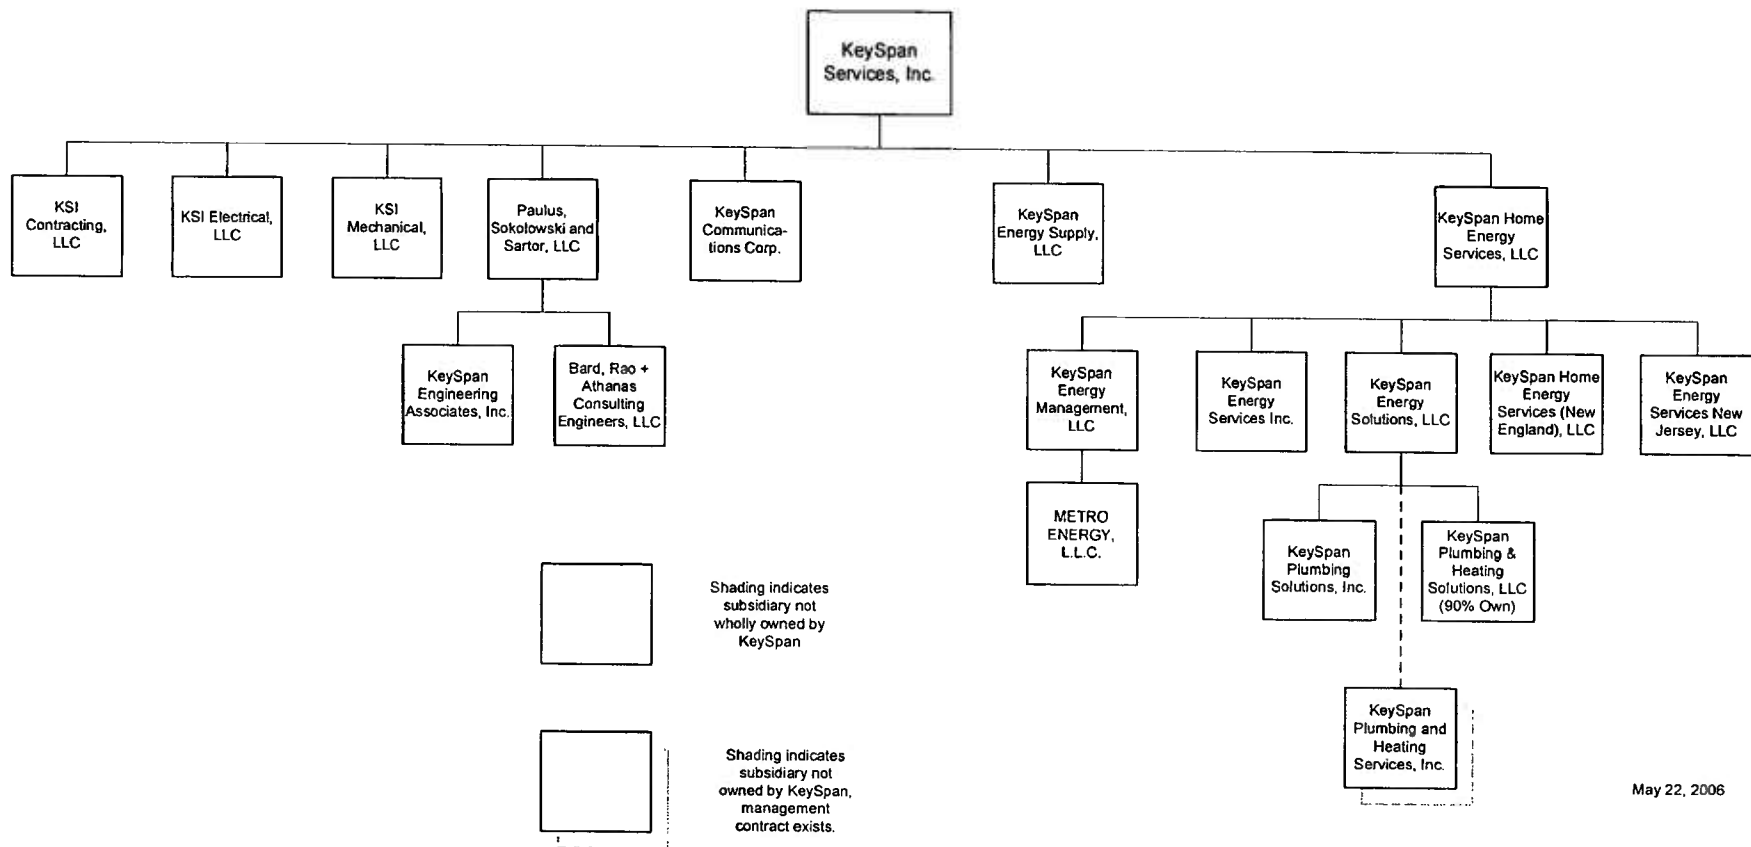 KeySpan
Services, Inc.
KSI
Contracting,
LLC
KSI Electrical,
LLC
KSI
Mechanical,
LLC
Paulus,
Sokolowski and
Sartor, LLC
KeySpan
Communica-
tions Corp.
KeySpan
Energy Supply,
LLC
KeySpan Home
Energy
Services, LLC
KeySpan
Engineering
Associates, Inc.
Bard, Rao +
Athanas
Consulting
Engineers, LLC
KeySpan
Energy
Management,
LLC
KeySpan
Energy
Services Inc.
KeySpan
Energy
Solutions, LLC
KeySpan Home
Energy
Services (New
England), LLC
KeySpan
Energy
Services New
Jersey, LLC
METRO
ENERGY,
L.L.C.
KeySpan
Plumbing
Solutions, Inc.
KeySpan
Plumbing &
Heating
Solutions, LLC
(90% Own)
Shading indicates
subsidiary not
wholly owned by
KeySpan
KeySpan
Plumbing and
Heating
Services, Inc.
Shading indicates
subsidiary not
owned by KeySpan,
management
contract exists.
May 22, 2006